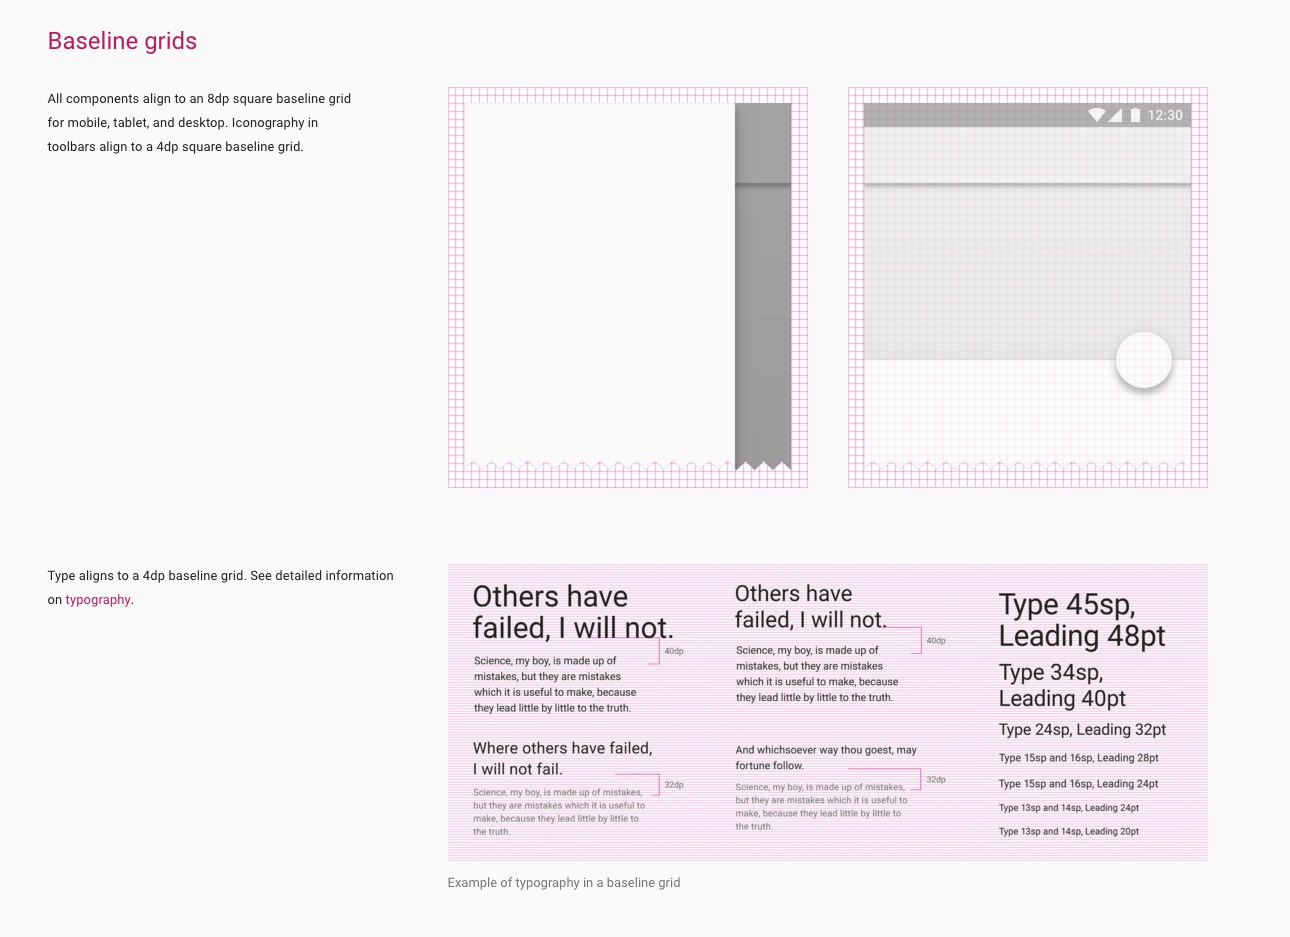 Baseline grids
All components align to an 8dp square baseline grid
for mobile, tablet, and desktop. Iconography in
toolbars align to a 4dp square baseline grid.
12:30
Type aligns to a 4dp baseline grid. See detailed information
on typography.
Others have
failed, I will not.
40dp
Science, my boy, is made up of
mistakes, but they are mistakes
which it is useful to make, because
they lead little by little to the truth.
Others have
failed, I will not.
40dp
Science, my boy, is made up of
mistakes, but they are mistakes
which it is useful to make, because
they lead little by little to the truth.
Where others have failed,
I will not fail.
32dp
Science, my boy, is made up of mistakes,
but they are mistakes which it is useful to
make, because they lead little by little to
the truth.
And whichsoever way thou goest, may
fortune follow.
32dp
Science, my boy, is made up of mistakes,
but they are mistakes which it is useful to
make, because they lead little by little to
the truth.
Type 45sp,
Leading 48pt
Type 34sp,
Leading 40pt
Type 24sp, Leading 32pt
Type 15sp and 16sp, Leading 28pt
Type 15sp and 16sp, Leading 24pt
Type 13sp and 14sp, Leading 24pt
Type 13sp and 14sp, Leading 20pt
Example of typography in a baseline grid